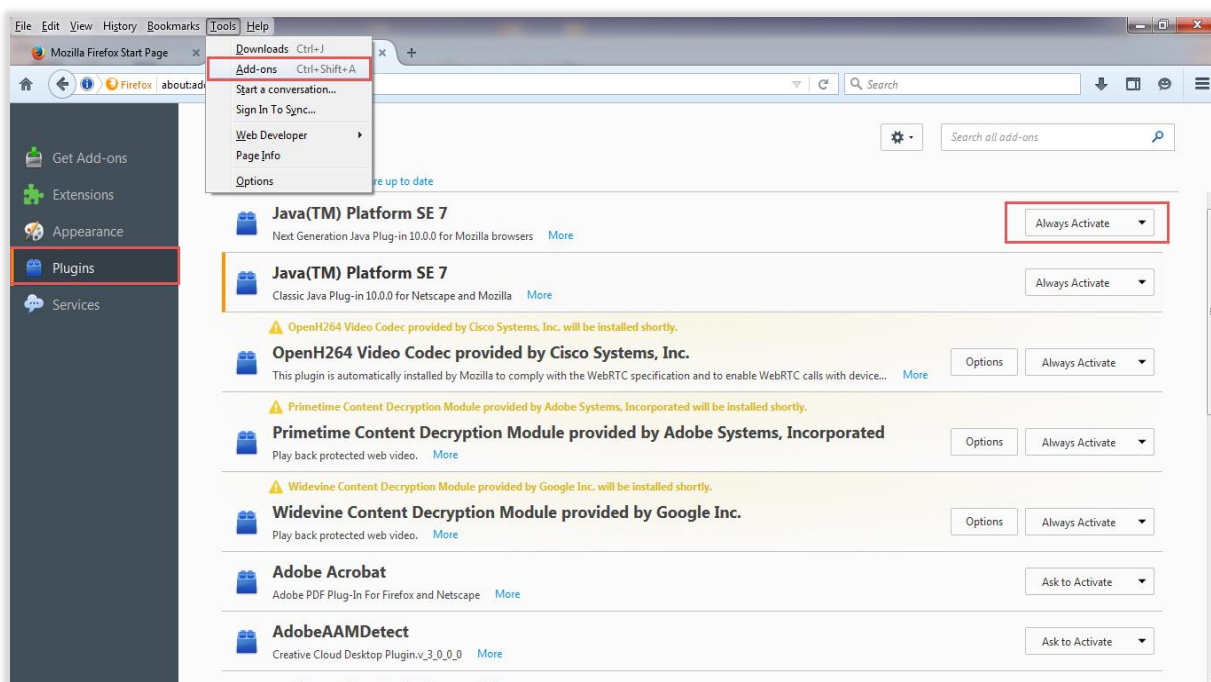 File Edit View History Bookmarks Tools Help
Mozilla Firefox Start Page
Downloads Ctrl+J
Add-ons Ctrl+Shift+A
Start a conversation...
Sign In To Sync...
Web Developer
Page Info
Options
Firefox about:ad
Search
Search all add-ons
re up to date
Get Add-ons
Extensions
Appearance
Plugins
Services
Java(TM) Platform SE 7
Next Generation Java Plug-in 10.0.0 for Mozilla browsers More
Always Activate
Java(TM) Platform SE 7
Classic Java Plug-in 10.0.0 for Netscape and Mozilla More
Always Activate
OpenH264 Video Codec provided by Cisco Systems, Inc. will be installed shortly.
OpenH264 Video Codec provided by Cisco Systems, Inc.
This plugin is automatically installed by Mozilla to comply with the WebRTC specification and to enable WebRTC calls with device... More
Options Always Activate
Primetime Content Decryption Module provided by Adobe Systems, Incorporated will be installed shortly.
Primetime Content Decryption Module provided by Adobe Systems, Incorporated
Play back protected web video. More
Options Always Activate
Widevine Content Decryption Module provided by Google Inc. will be installed shortly.
Widevine Content Decryption Module provided by Google Inc.
Play back protected web video. More
Options Always Activate
Adobe Acrobat
Adobe PDF Plug-In For Firefox and Netscape More
Ask to Activate
AdobeAAMDetect
Creative Cloud Desktop Plugin.v_3_0_0_0 More
Ask to Activate